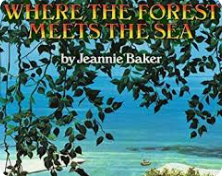 WHERE THE FOREST
MEETS THE SEA
by Jeannie Baker